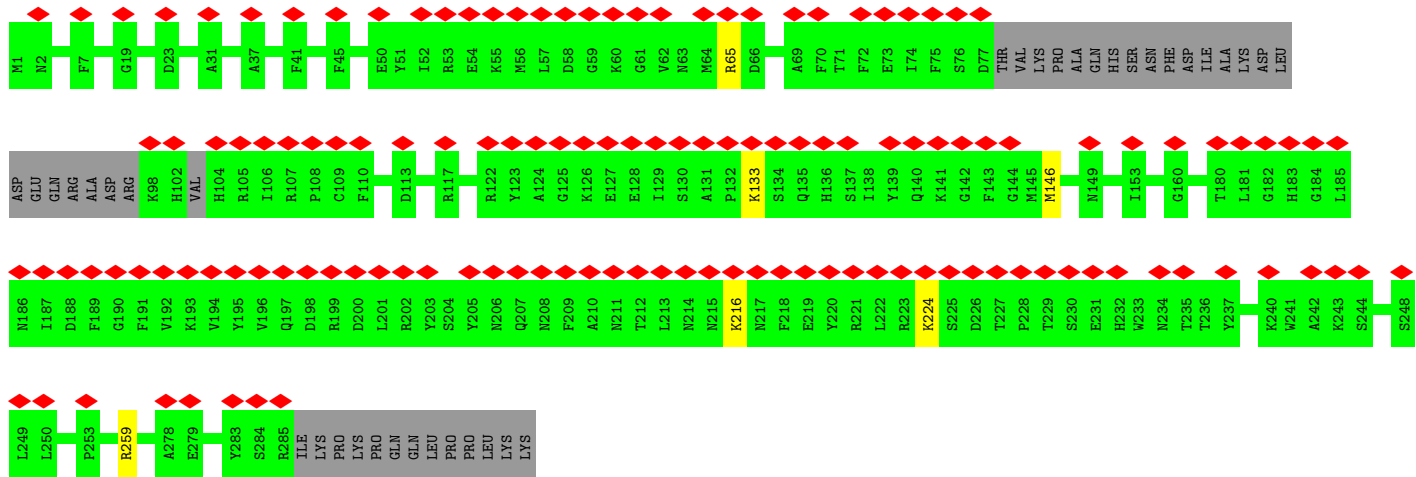 M1 N2 F7 G19 D23 A31 A37 F41 F45 E50 Y51 I52 R53 E54 K55 M56 L57 D58 G59 K60 G61 V62 N63 M64 R65 D66 A69 F70 T71 F72 E73 I74 F75 S76 D77 THR VAL LYS PRO ALA GLN HIS SER ASN PHE ASP ILE ALA LYS ASP LEU
ASP GLU GLN ARG ALA ASP ARG K98 H102 VAL H104 R105 I106 R107 P108 C109 F110 D113 R117 R122 Y123 A124 G125 K126 E127 E128 I129 S130 A131 P132 K133 S134 Q135 H136 S137 I138 Y139 Q140 K141 G142 F143 G144 M145 M146 N149 I153 G160 T180 L181 G182 H183 G184 L185
N186 I187 D188 F189 G190 F191 V192 K193 V194 Y195 V196 Q197 D198 R199 D200 L201 R202 Y203 S204 Y205 N206 Q207 N208 F209 A210 N211 T212 L213 N214 N215 K216 N217 F218 E219 Y220 R221 L222 R223 K224 S225 D226 T227 P228 T229 S230 E231 H232 W233 N234 T235 T236 Y237 K240 W241 A242 K243 S244 S248
L249 L250 P253 R259 A278 E279 Y283 S284 R285 ILE LYS PRO LYS PRO GLN GLN LEU PRO PRO LEU LYS LYS